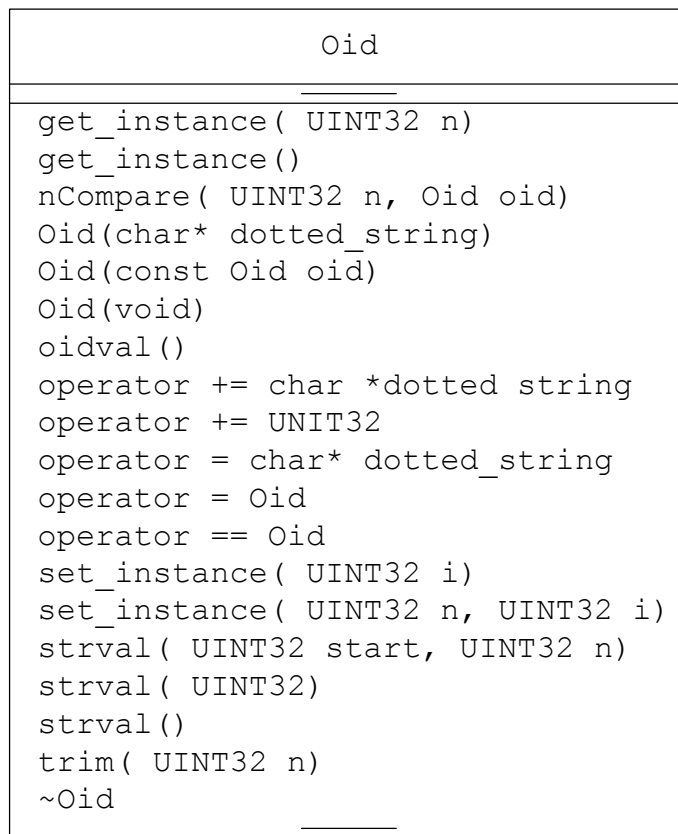 Oid
get_instance( UINT32 n)
get_instance()
nCompare( UINT32 n, Oid oid)
Oid(char* dotted_string)
Oid(const Oid oid)
Oid(void)
oidval()
operator += char *dotted string
operator += UNIT32
operator = char* dotted_string
operator = Oid
operator == Oid
set_instance( UINT32 i)
set_instance( UINT32 n, UINT32 i)
strval( UINT32 start, UINT32 n)
strval( UINT32)
strval()
trim( UINT32 n)
~Oid